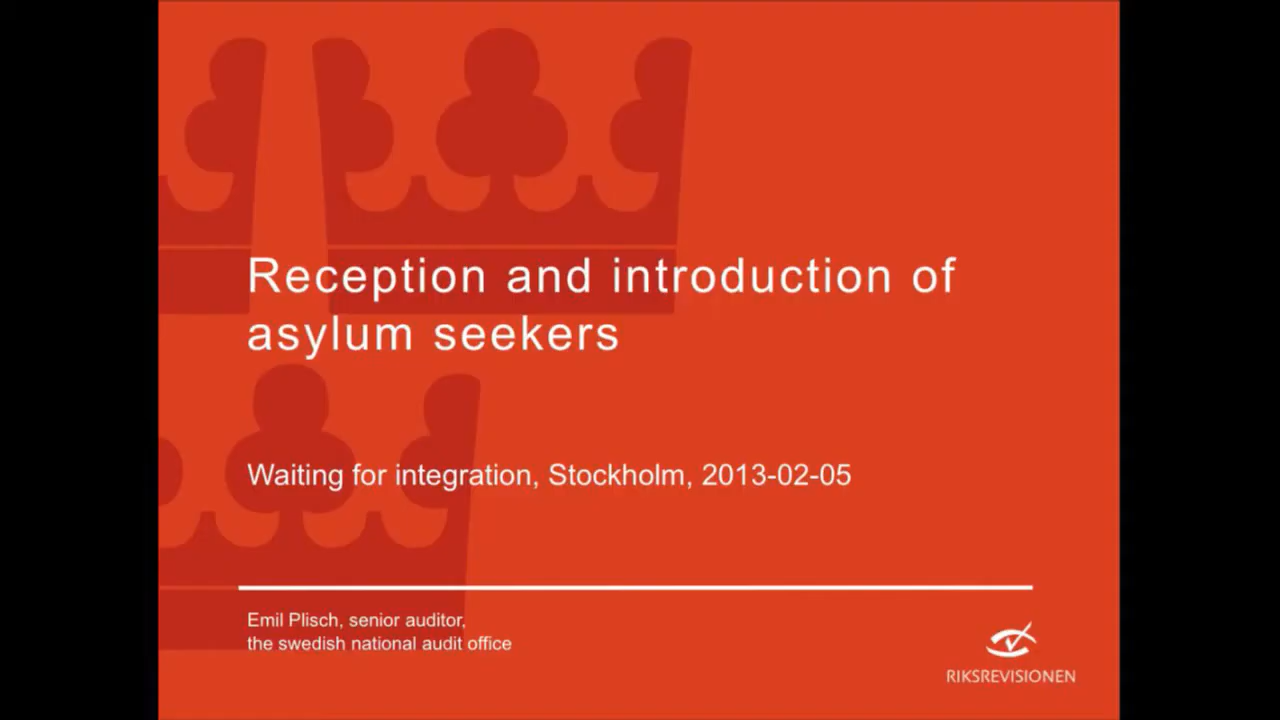 Reception and introduction of
asylum seekers
Waiting for integration, Stockholm, 2013-02-05
Emil Plisch, senior auditor,
the swedish national audit office
RIKSREVISIONEN